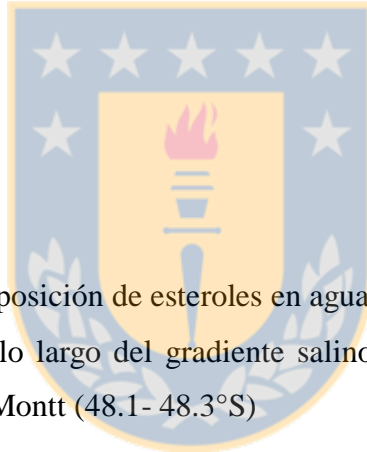 posición de esteroles en agua
lo largo del gradiente salino
Montt (48.1- 48.3°S)